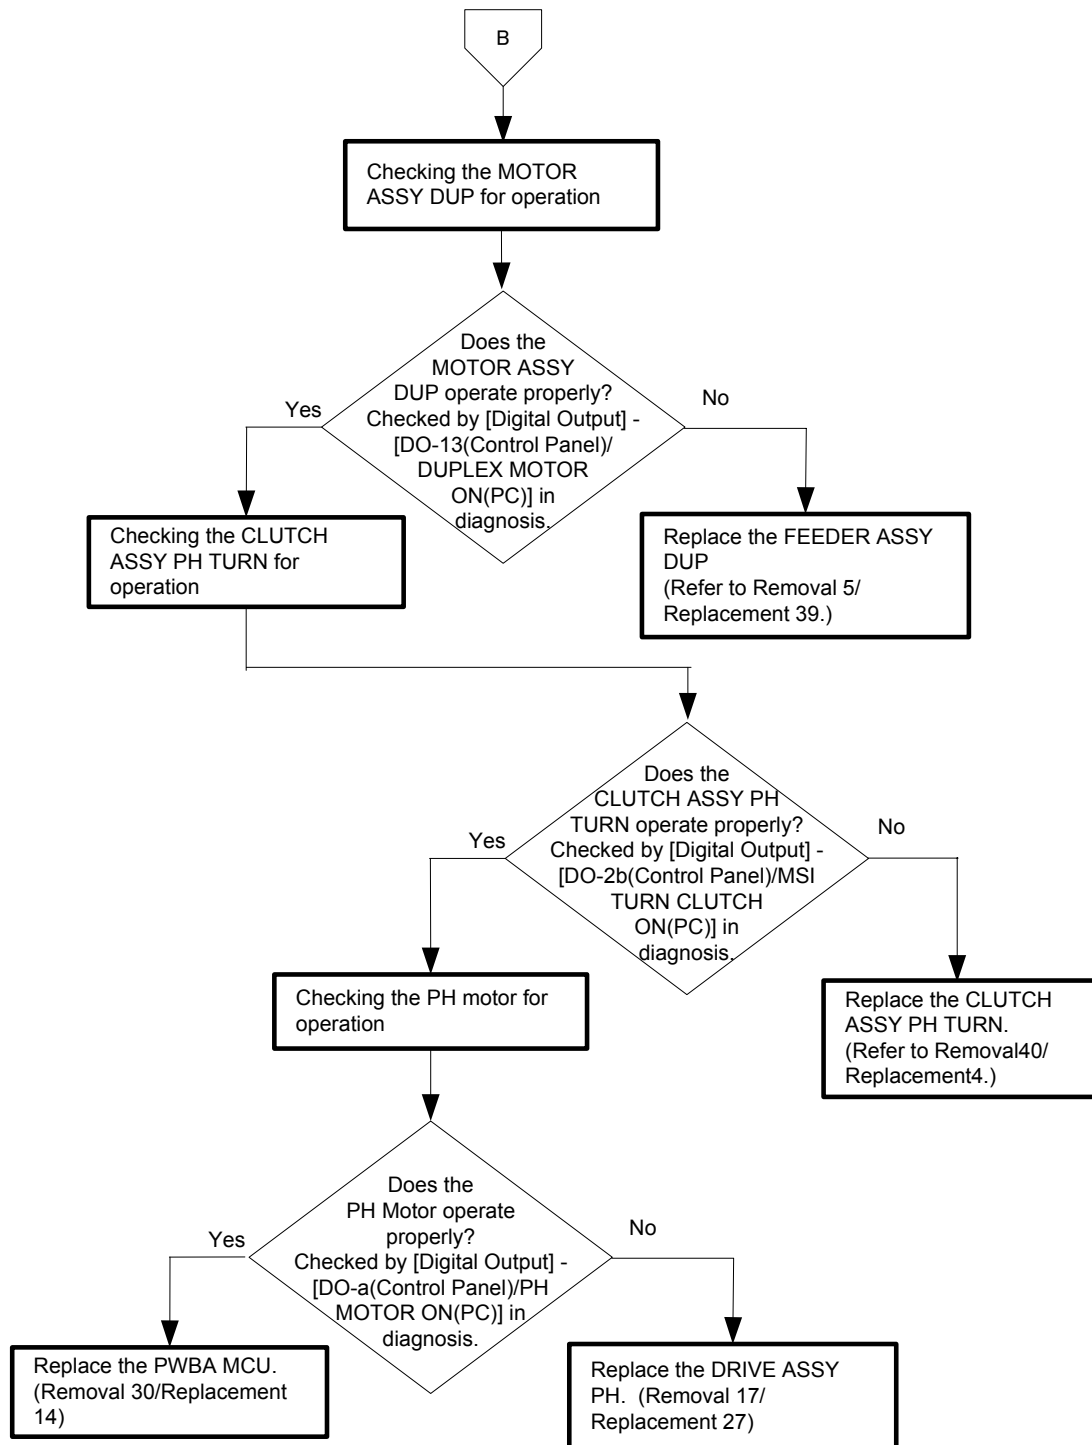 B
Checking the MOTOR
ASSY DUP for operation
Does the
MOTOR ASSY
DUP operate properly?
Checked by [Digital Output] -
[DO-13(Control Panel)/
DUPLEX MOTOR
ON(PC)] in
diagnosis.
Yes
No
Checking the CLUTCH
ASSY PH TURN for
operation
Replace the FEEDER ASSY
DUP
(Refer to Removal 5/
Replacement 39.)
Does the
CLUTCH ASSY PH
TURN operate properly?
Checked by [Digital Output] -
[DO-2b(Control Panel)/MSI
TURN CLUTCH
ON(PC)] in
diagnosis.
Yes
No
Checking the PH motor for
operation
Replace the CLUTCH
ASSY PH TURN.
(Refer to Removal40/
Replacement4.)
Does the
PH Motor operate
properly?
Checked by [Digital Output] -
[DO-a(Control Panel)/PH
MOTOR ON(PC)] in
diagnosis.
Yes
No
Replace the PWBA MCU.
(Removal 30/Replacement
14)
Replace the DRIVE ASSY
PH.  (Removal 17/
Replacement 27)